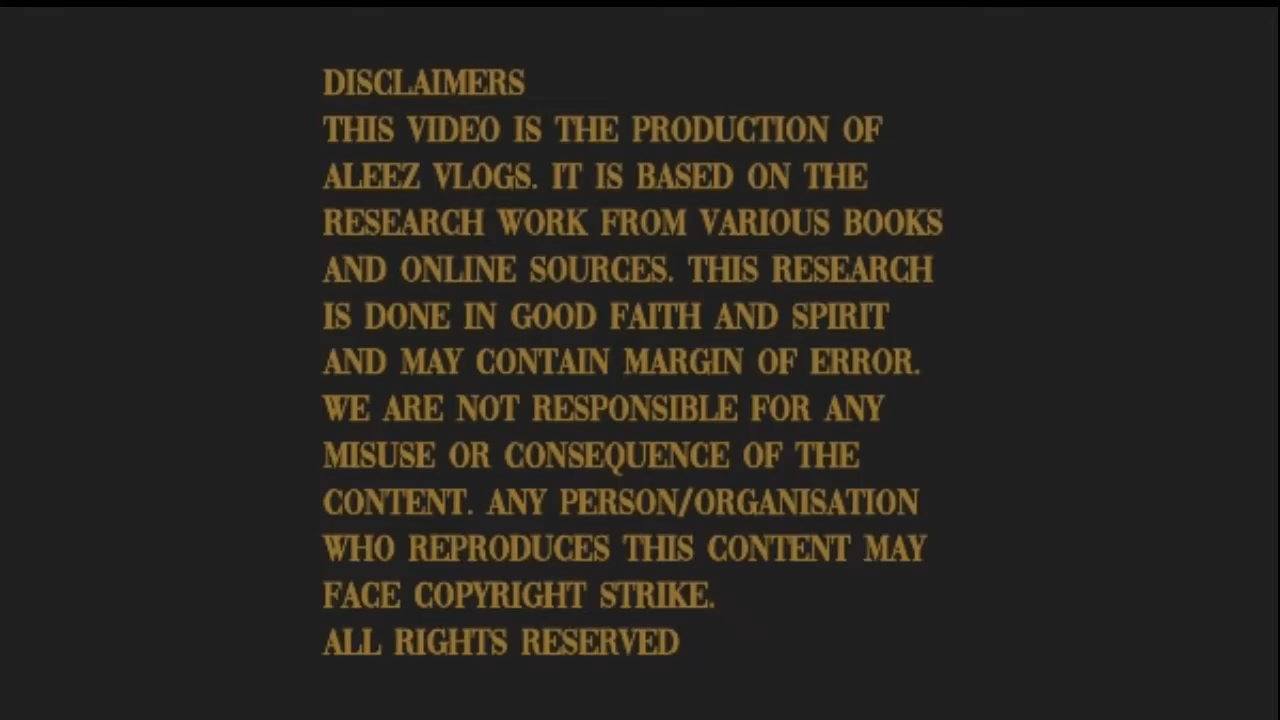 DISCLAIMERS
THIS VIDEO IS THE PRODUCTION OF
ALEEZ VLOGS. IT IS BASED ON THE
RESEARCH WORK FROM VARIOUS BOOKS
AND ONLINE SOURCES. THIS RESEARCH
IS DONE IN GOOD FAITH AND SPIRIT
AND MAY CONTAIN MARGIN OF ERROR.
WE ARE NOT RESPONSIBLE FOR ANY
MISUSE OR CONSEQUENCE OF THE
CONTENT. ANY PERSON/ORGANISATION
WHO REPRODUCES THIS CONTENT MAY
FACE COPYRIGHT STRIKE.
ALL RIGHTS RESERVED